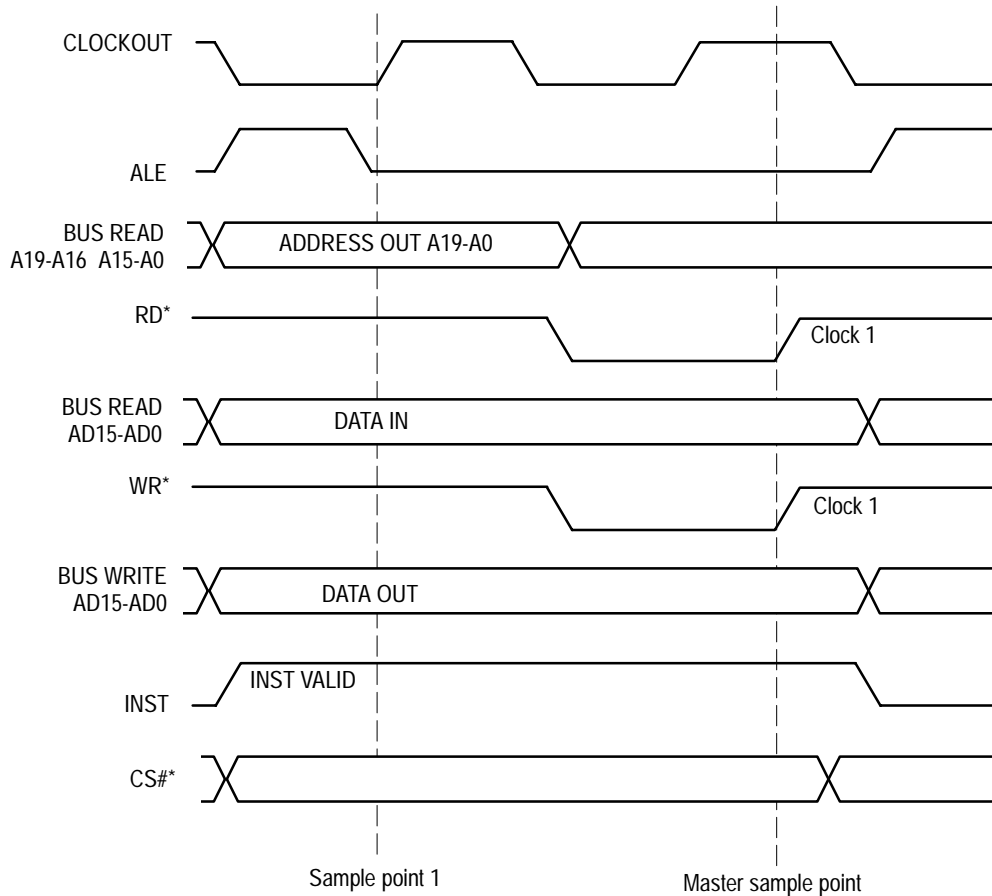 CLOCKOUT
ALE
BUS READ
A19-A16 A15-A0
ADDRESS OUT A19-A0
RD*
Clock 1
BUS READ
AD15-AD0
DATA IN
WR*
Clock 1
BUS WRITE
AD15-AD0
DATA OUT
INST
INST VALID
CS#*
Sample point 1
Master sample point